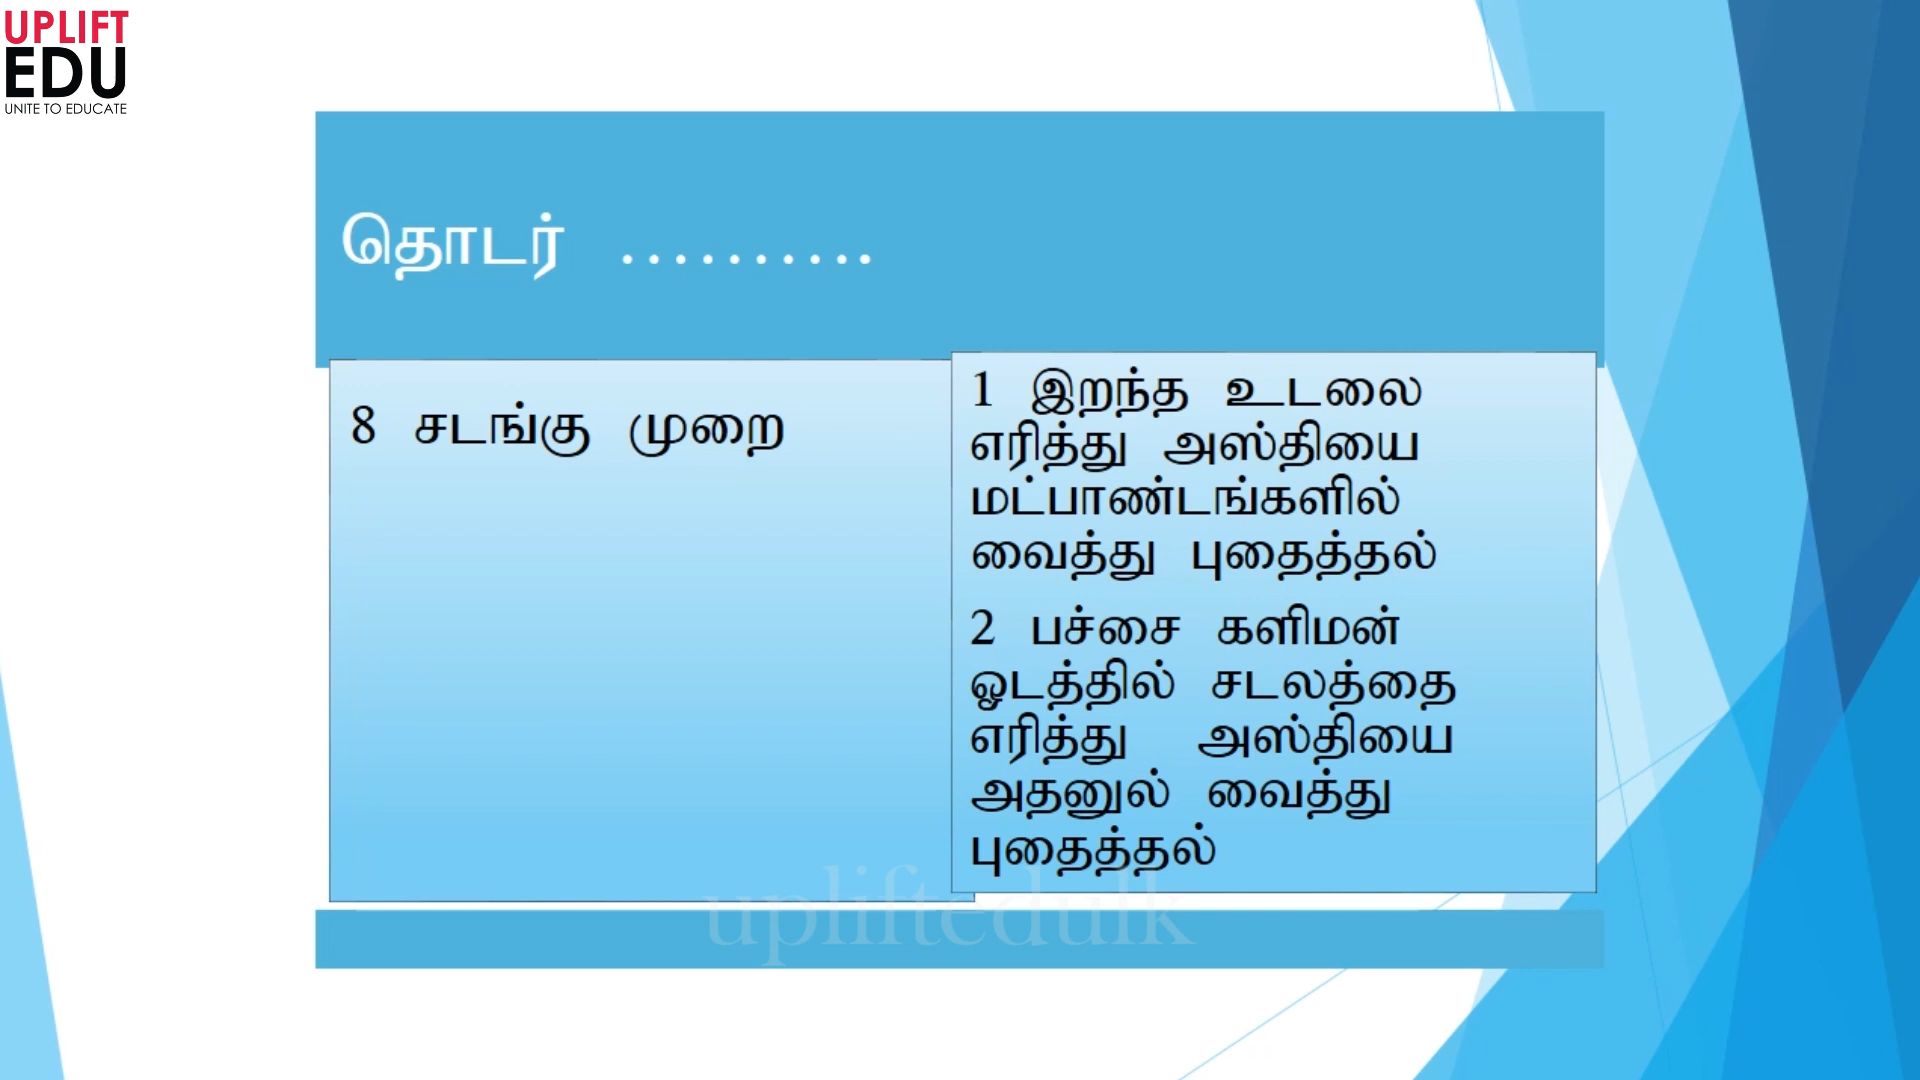 UPLIFT
EDU
UNITE TO EDUCATE
தொடர் ..........
8 சடங்கு முறை
1 இறந்த உடலை
எரித்து அஸ்தியை
மட்பாண்டங்களில்
வைத்து புதைத்தல்
2 பச்சை களிமன்
ஓடத்தில் சடலத்தை
எரித்து அஸ்தியை
அதனுல் வைத்து
புதைத்தல்
upliftedulk